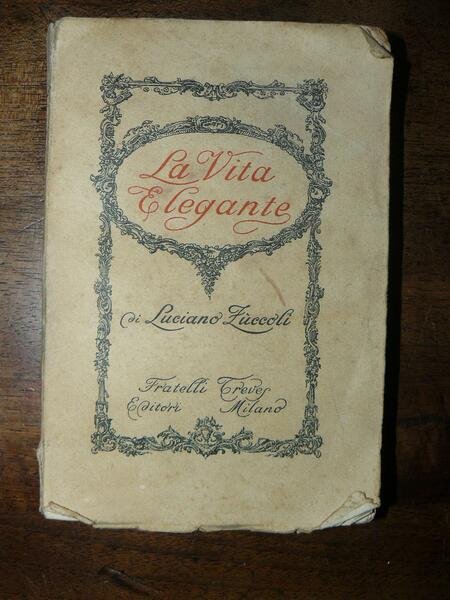 La Vita
Elegante
di Luciano Zùccoli
Fratelli Treves
Editori Milano